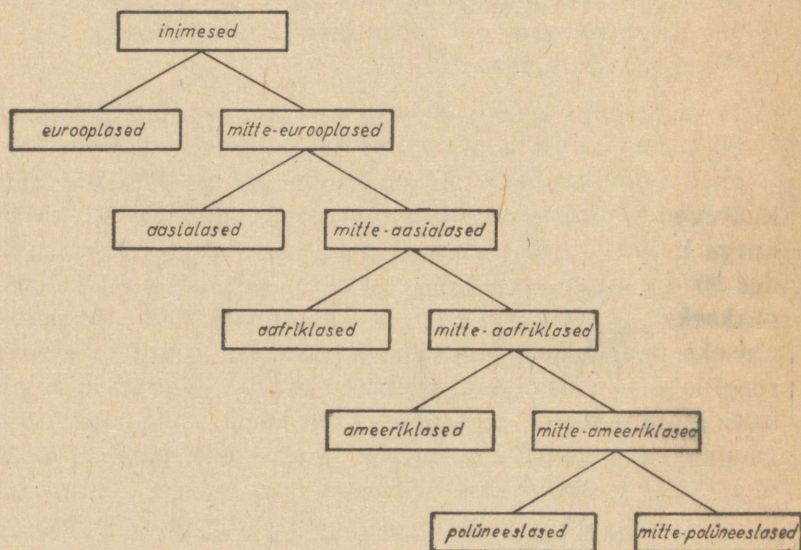 inimesed
eurooplased
mitte-eurooplased
aasialased
mitte-aasialased
aafriklased
mitte-aafriklased
ameeriklased
mitte-ameeriklased
polüneeslased
mitte-polüneeslased